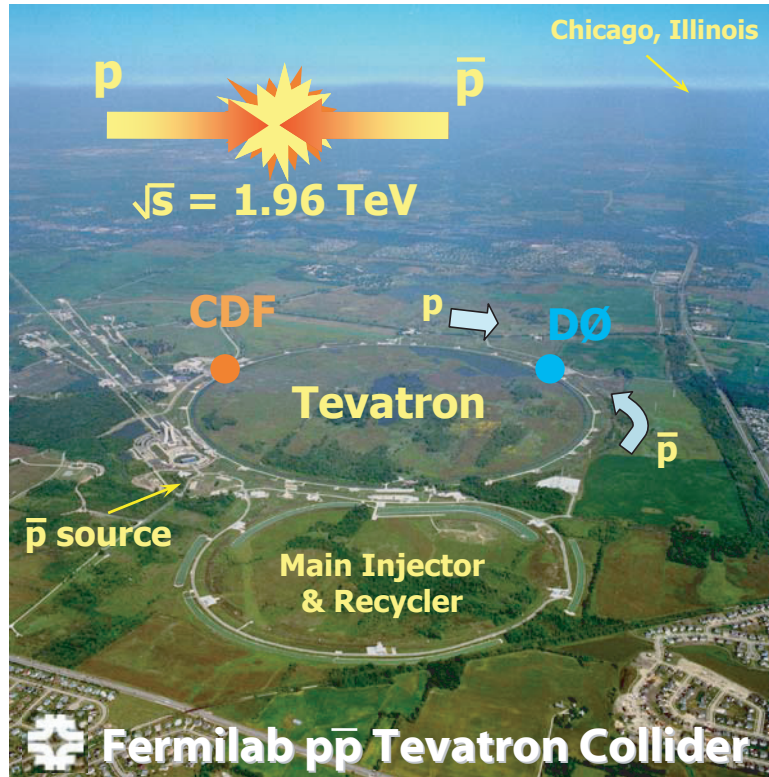 Chicago, Illinois
p
p̅
√s = 1.96 TeV
CDF
p
DØ
Tevatron
p̅
p̅ source
Main Injector
& Recycler
Fermilab pp̅ Tevatron Collider